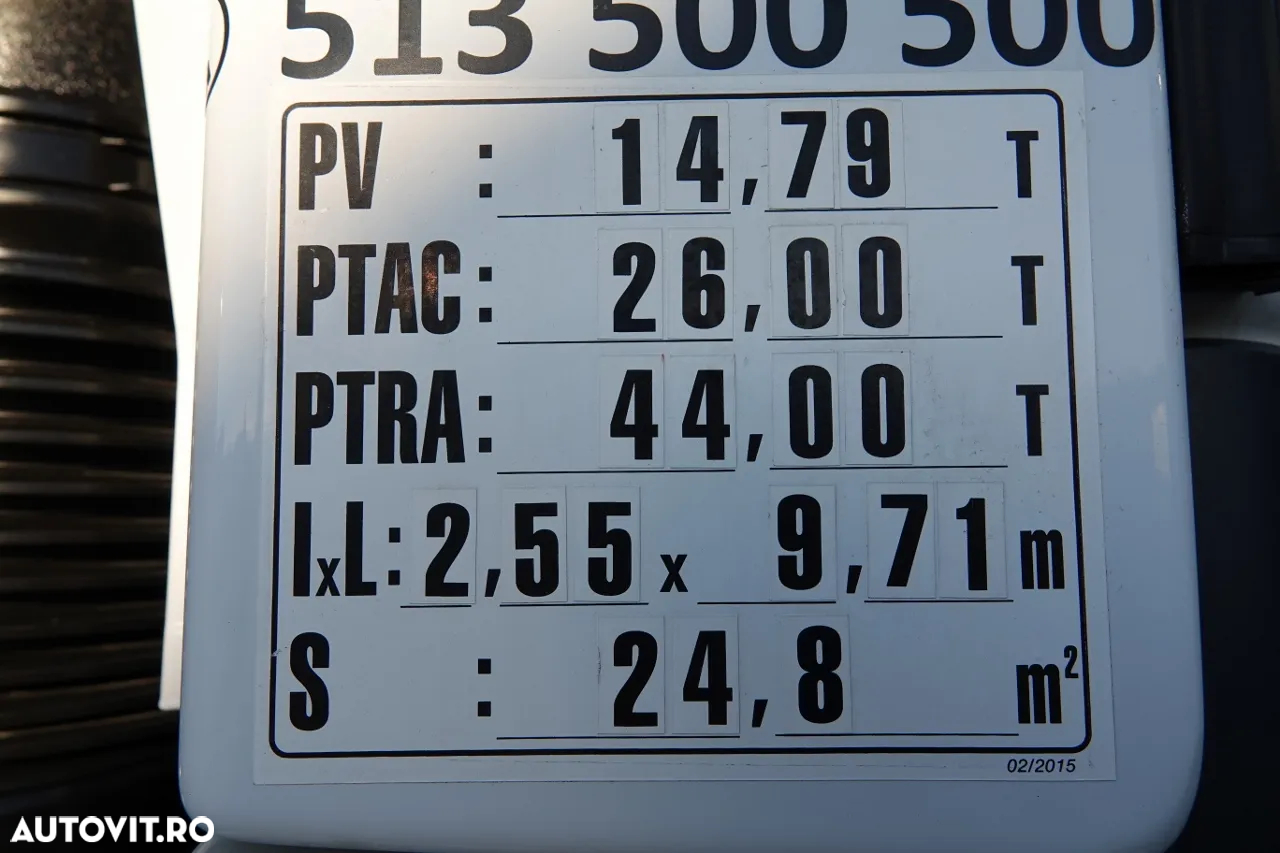 513 500 500
PV : 14,79 T
PTAC : 26,00 T
PTRA : 44,00 T
IxL : 2,55 x 9,71 m
S : 24,8 m²
02/2015
AUTOVIT.RO